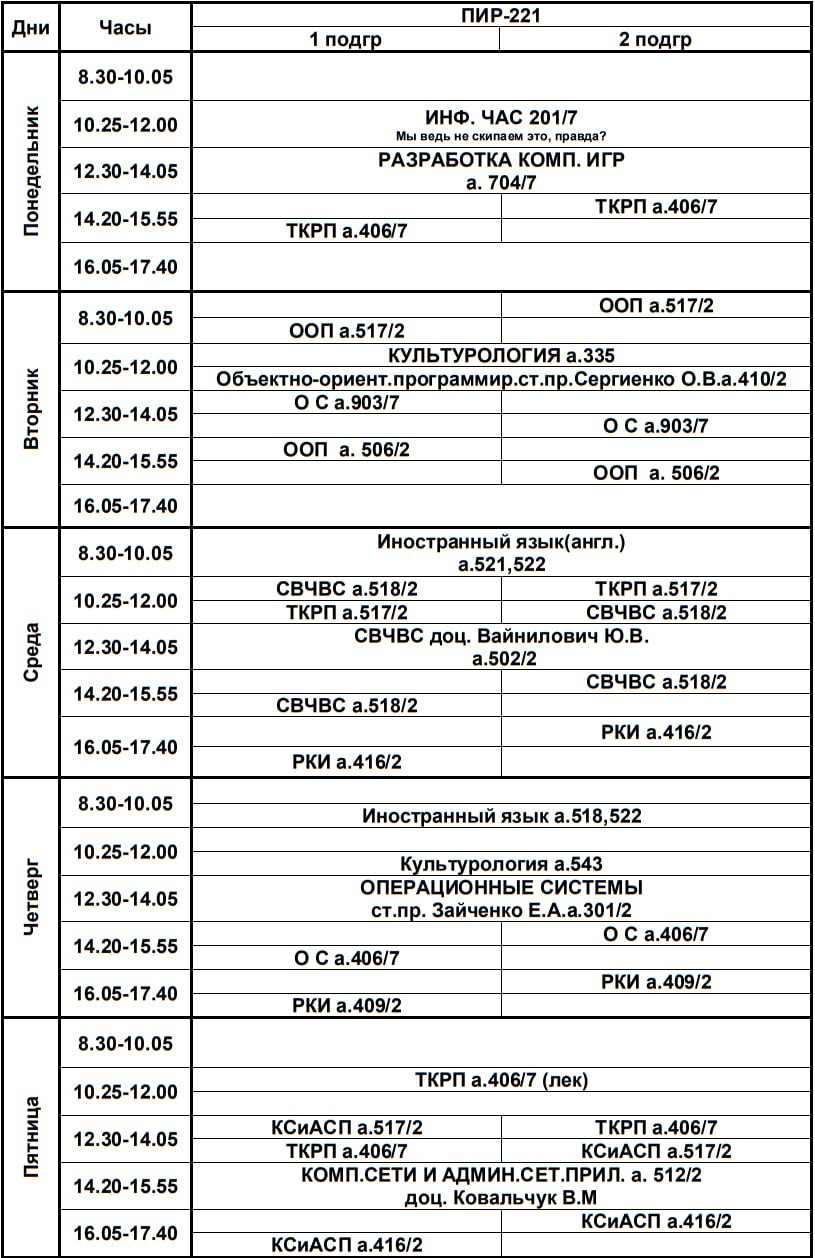 Дни Часы ПИР-221
1 подгр 2 подгр
Понедельник
8.30-10.05
10.25-12.00 ИНФ. ЧАС 201/7
Мы ведь не скипаем это, правда?
12.30-14.05 РАЗРАБОТКА КОМП. ИГР
а. 704/7
14.20-15.55 ТКРП а.406/7
ТКРП а.406/7
16.05-17.40
Вторник
8.30-10.05 ООП а.517/2
ООП а.517/2
10.25-12.00 КУЛЬТУРОЛОГИЯ а.335
Объектно-ориент.программир.ст.пр.Сергиенко О.В.а.410/2
12.30-14.05 О С а.903/7
О С а.903/7
14.20-15.55 ООП а. 506/2
ООП а. 506/2
16.05-17.40
Среда
8.30-10.05 Иностранный язык(англ.)
а.521,522
10.25-12.00 СВЧВС а.518/2 ТКРП а.517/2
ТКРП а.517/2 СВЧВС а.518/2
12.30-14.05 СВЧВС доц. Вайнилович Ю.В.
а.502/2
14.20-15.55 СВЧВС а.518/2
СВЧВС а.518/2
16.05-17.40 РКИ а.416/2
РКИ а.416/2
Четверг
8.30-10.05
Иностранный язык а.518,522
10.25-12.00
Культурология а.543
12.30-14.05 ОПЕРАЦИОННЫЕ СИСТЕМЫ
ст.пр. Зайченко Е.А.а.301/2
14.20-15.55 О С а.406/7
О С а.406/7
16.05-17.40 РКИ а.409/2
РКИ а.409/2
Пятница
8.30-10.05
10.25-12.00 ТКРП а.406/7 (лек)
12.30-14.05 КСиАСП а.517/2 ТКРП а.406/7
ТКРП а.406/7 КСиАСП а.517/2
14.20-15.55 КОМП.СЕТИ И АДМИН.СЕТ.ПРИЛ. а. 512/2
доц. Ковальчук В.М
16.05-17.40 КСиАСП а.416/2
КСиАСП а.416/2